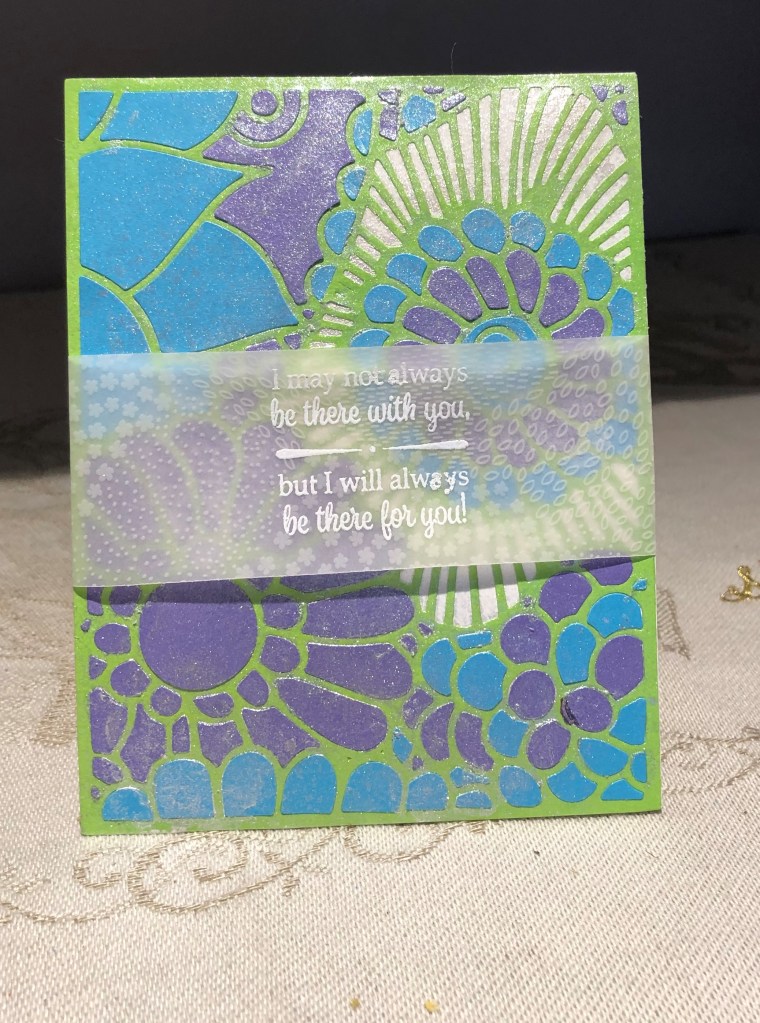 I may not always
be there with you,
but I will always
be there for you!